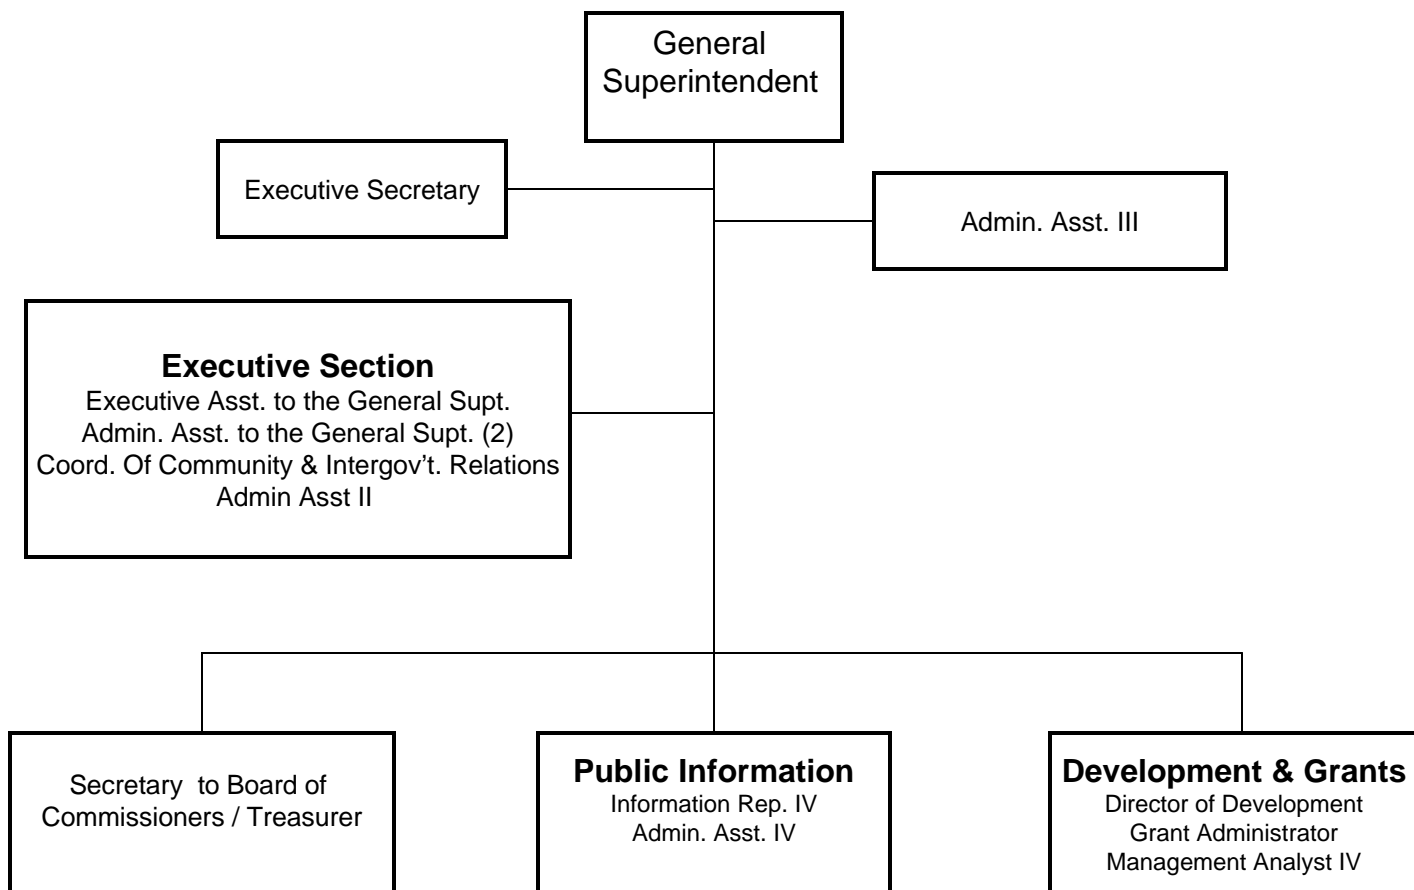 General
Superintendent
Executive Secretary
Admin. Asst. III
Executive Section
Executive Asst. to the General Supt.
Admin. Asst. to the General Supt. (2)
Coord. Of Community & Intergov’t. Relations
Admin Asst II
Secretary to Board of
Commissioners / Treasurer
Public Information
Information Rep. IV
Admin. Asst. IV
Development & Grants
Director of Development
Grant Administrator
Management Analyst IV